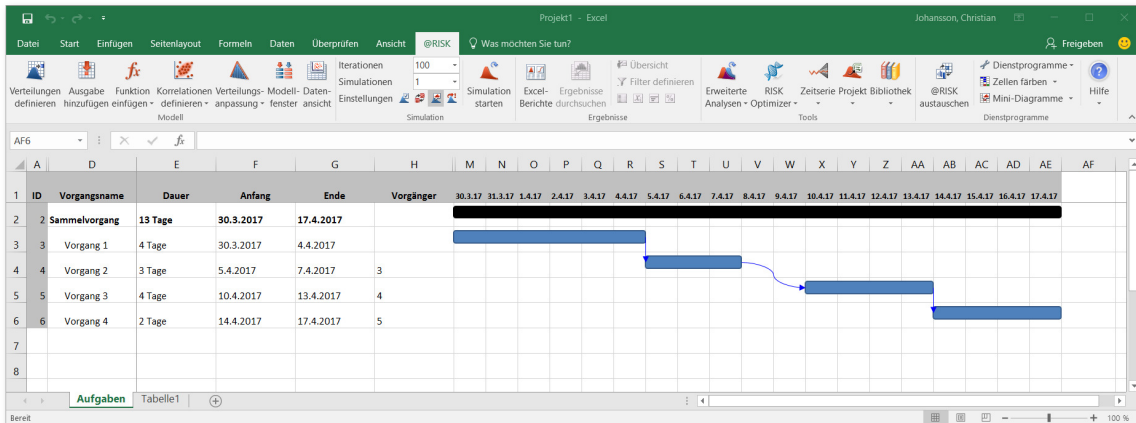 Projekt1 - Excel
Johansson, Christian
Datei Start Einfügen Seitenlayout Formeln Daten Überprüfen Ansicht @RISK Was möchten Sie tun? Freigeben
Verteilungen definieren
Ausgabe hinzufügen
Funktion einfügen
Korrelationen definieren
Verteilungs-anpassung
Modell-fenster
Daten-ansicht
Modell
Iterationen 100
Simulationen 1
Einstellungen
Simulation starten
Simulation
Excel-Berichte
Ergebnisse durchsuchen
Übersicht
Filter definieren
Ergebnisse
Erweiterte Analysen
RISK Optimizer
Zeitserie
Projekt
Bibliothek
Tools
@RISK austauschen
Dienstprogramme
Zellen färben
Mini-Diagramme
Hilfe
Dienstprogramme
AF6 fx
A D E F G H M N O P Q R S T U V W X Y Z AA AB AC AD AE AF
1 ID Vorgangsname Dauer Anfang Ende Vorgänger 30.3.17 31.3.17 1.4.17 2.4.17 3.4.17 4.4.17 5.4.17 6.4.17 7.4.17 8.4.17 9.4.17 10.4.17 11.4.17 12.4.17 13.4.17 14.4.17 15.4.17 16.4.17 17.4.17
2 2 Sammelvorgang 13 Tage 30.3.2017 17.4.2017
3 3 Vorgang 1 4 Tage 30.3.2017 4.4.2017
4 4 Vorgang 2 3 Tage 5.4.2017 7.4.2017 3
5 5 Vorgang 3 4 Tage 10.4.2017 13.4.2017 4
6 6 Vorgang 4 2 Tage 14.4.2017 17.4.2017 5
7
8
Aufgaben Tabelle1
Bereit 100 %